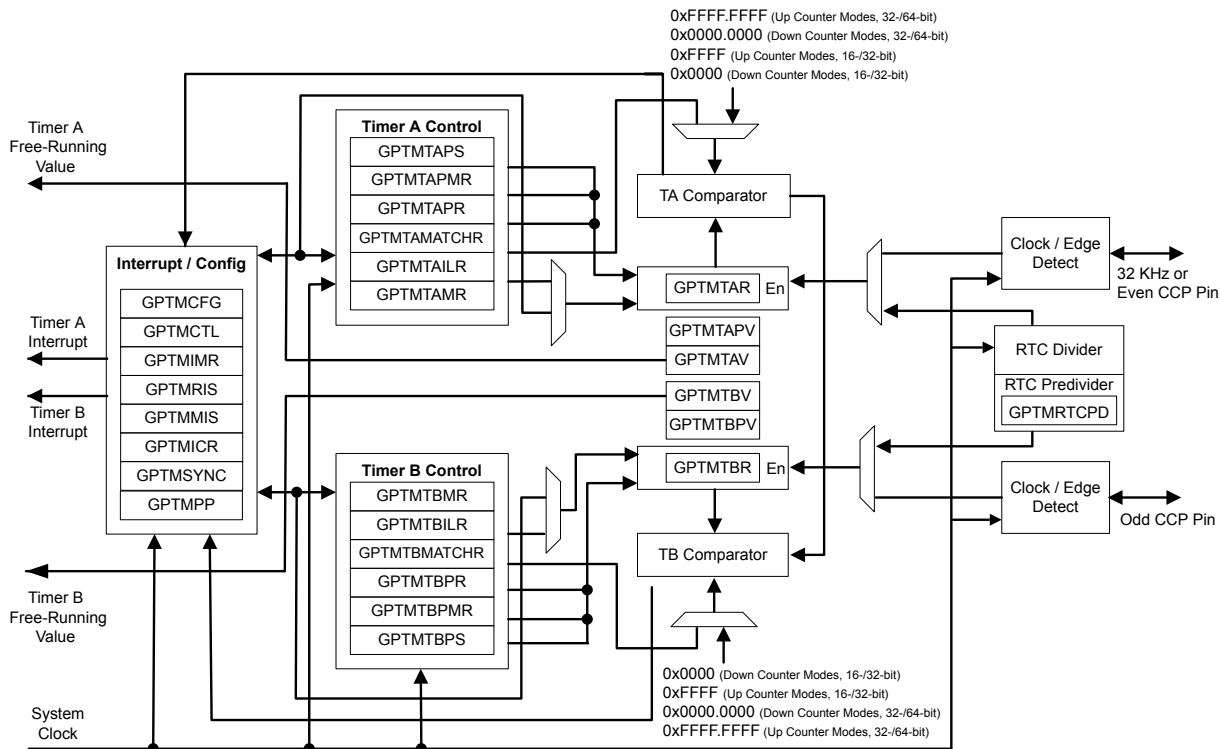 0xFFFF.FFFF (Up Counter Modes, 32-/64-bit)
0x0000.0000 (Down Counter Modes, 32-/64-bit)
0xFFFF (Up Counter Modes, 16-/32-bit)
0x0000 (Down Counter Modes, 16-/32-bit)
Timer A
Free-Running
Value
Timer A Control
GPTMTAPS
GPTMTAPMR
GPTMTAPR
GPTMTAMATCHR
GPTMTAILR
GPTMTAMR
TA Comparator
GPTMTAR
En
Clock / Edge
Detect
32 KHz or
Even CCP Pin
Interrupt / Config
GPTMCFG
GPTMCTL
GPTMIMR
GPTMRIS
GPTMMIS
GPTMICR
GPTMSYNC
GPTMPP
Timer A
Interrupt
Timer B
Interrupt
GPTMTAPV
GPTMTAV
GPTMTBV
GPTMTBPV
RTC Divider
RTC Predivider
GPTMRTCPD
Timer B Control
GPTMTBMR
GPTMTBILR
GPTMTBMATCHR
GPTMTBPR
GPTMTBPMR
GPTMTBPS
GPTMTBR
En
TB Comparator
Clock / Edge
Detect
Odd CCP Pin
Timer B
Free-Running
Value
0x0000 (Down Counter Modes, 16-/32-bit)
0xFFFF (Up Counter Modes, 16-/32-bit)
0x0000.0000 (Down Counter Modes, 32-/64-bit)
0xFFFF.FFFF (Up Counter Modes, 32-/64-bit)
System
Clock